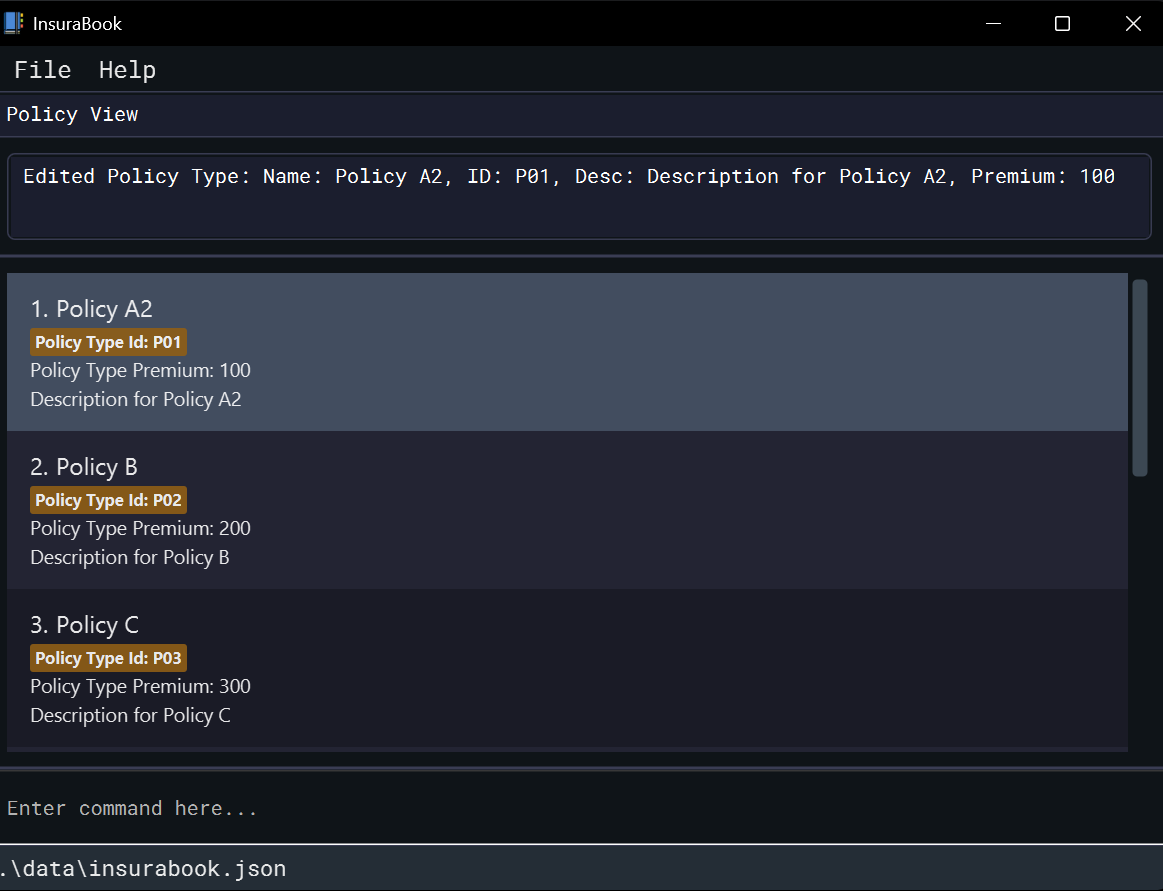 InsuraBook
File Help
Policy View
Edited Policy Type: Name: Policy A2, ID: P01, Desc: Description for Policy A2, Premium: 100
1. Policy A2
Policy Type Id: P01
Policy Type Premium: 100
Description for Policy A2
2. Policy B
Policy Type Id: P02
Policy Type Premium: 200
Description for Policy B
3. Policy C
Policy Type Id: P03
Policy Type Premium: 300
Description for Policy C
Enter command here...
.\data\insurabook.json